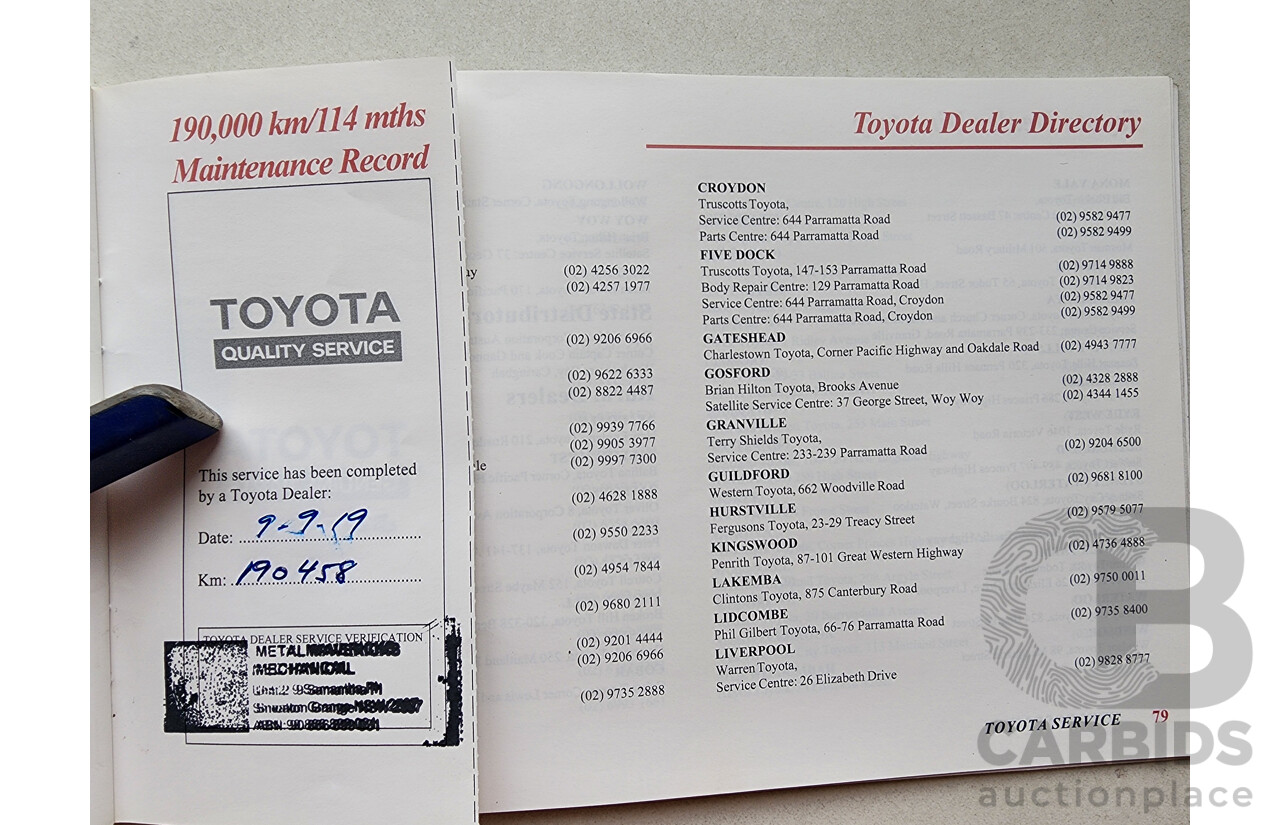 190,000 km/114 mths
Maintenance Record
TOYOTA
QUALITY SERVICE
This service has been completed
by a Toyota Dealer:
Date: 9-9-19
Km: 190458
TOYOTA DEALER SERVICE VERIFICATION
METAL MAVERICKS
MECHANICAL
Unit 2 9 Samantha Pl
Smeaton Grange NSW 2567
ABN: 90
(02) 4256 3022
(02) 4257 1977
(02) 9206 6966
(02) 9622 6333
(02) 8822 4487
(02) 9939 7766
(02) 9905 3977
(02) 9997 7300
(02) 4628 1888
(02) 9550 2233
(02) 4954 7844
(02) 9680 2111
(02) 9201 4444
(02) 9206 6966
(02) 9735 2888
Toyota Dealer Directory
CROYDON
Truscotts Toyota,
Service Centre: 644 Parramatta Road (02) 9582 9477
Parts Centre: 644 Parramatta Road (02) 9582 9499
FIVE DOCK
Truscotts Toyota, 147-153 Parramatta Road (02) 9714 9888
Body Repair Centre: 129 Parramatta Road (02) 9714 9823
Service Centre: 644 Parramatta Road, Croydon (02) 9582 9477
Parts Centre: 644 Parramatta Road, Croydon (02) 9582 9499
GATESHEAD
Charlestown Toyota, Corner Pacific Highway and Oakdale Road (02) 4943 7777
GOSFORD
Brian Hilton Toyota, Brooks Avenue (02) 4328 2888
Satellite Service Centre: 37 George Street, Woy Woy (02) 4344 1455
GRANVILLE
Terry Shields Toyota,
Service Centre: 233-239 Parramatta Road (02) 9204 6500
GUILDFORD
Western Toyota, 662 Woodville Road (02) 9681 8100
HURSTVILLE
Fergusons Toyota, 23-29 Treacy Street (02) 9579 5077
KINGSWOOD
Penrith Toyota, 87-101 Great Western Highway (02) 4736 4888
LAKEMBA
Clintons Toyota, 875 Canterbury Road (02) 9750 0011
LIDCOMBE
Phil Gilbert Toyota, 66-76 Parramatta Road (02) 9735 8400
LIVERPOOL
Warren Toyota,
Service Centre: 26 Elizabeth Drive (02) 9828 8777
TOYOTA SERVICE 79
CARBIDS
auctionplace